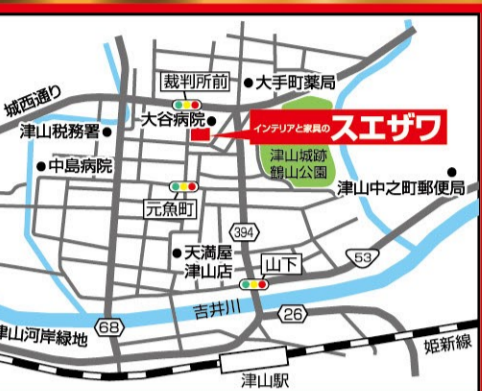 裁判所前
大手町薬局
城西通り
大谷病院
インテリアと家具の スエザワ
津山税務署
中島病院
津山城跡
鶴山公園
津山中之町郵便局
元魚町
394
天満屋
津山店
山下
53
吉井川
68
26
津山河岸緑地
姫新線
津山駅